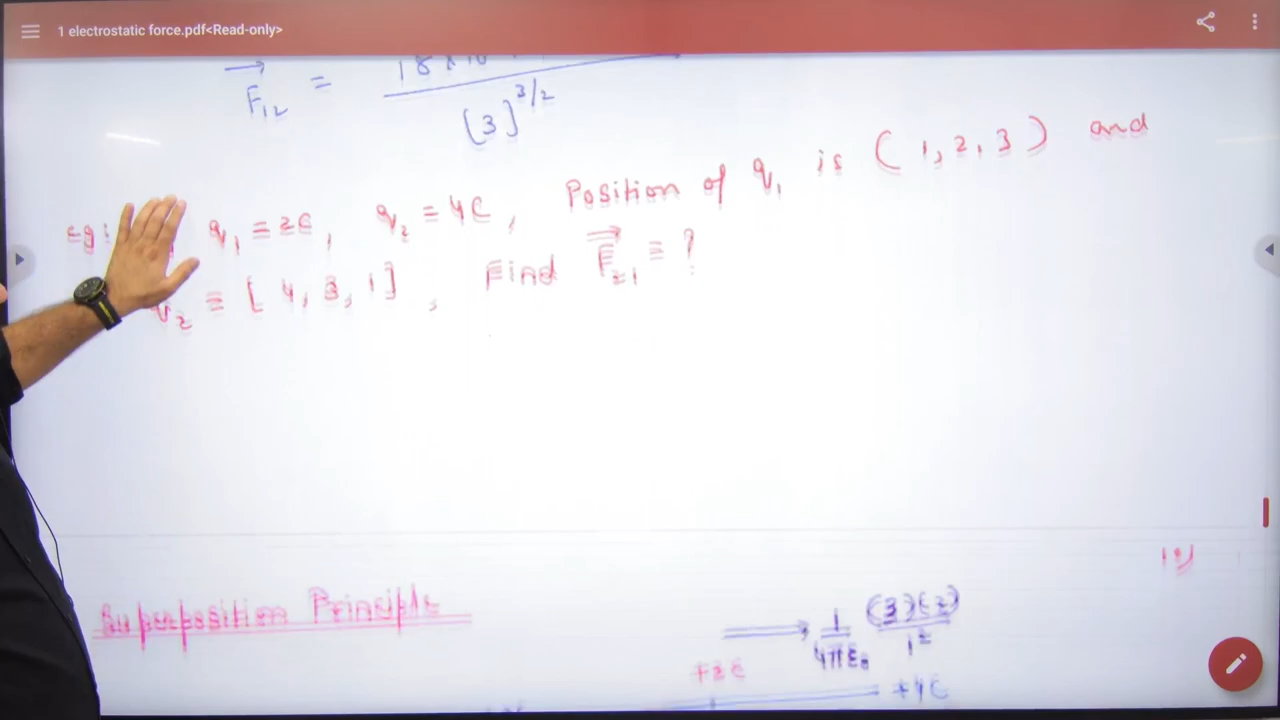 1 electrostatic force.pdf<Read-only>
F₁₂ = 18×10
[3]^3/2
eg: q₁ = 2C, q₂ = 4C, Position of q₁ is (1, 2, 3) and
q₂ = [4, 3, 1], Find F₂₁ = ?
Superposition Principle
1/4πε₀ (3)(2)/1²
+2C
+4C